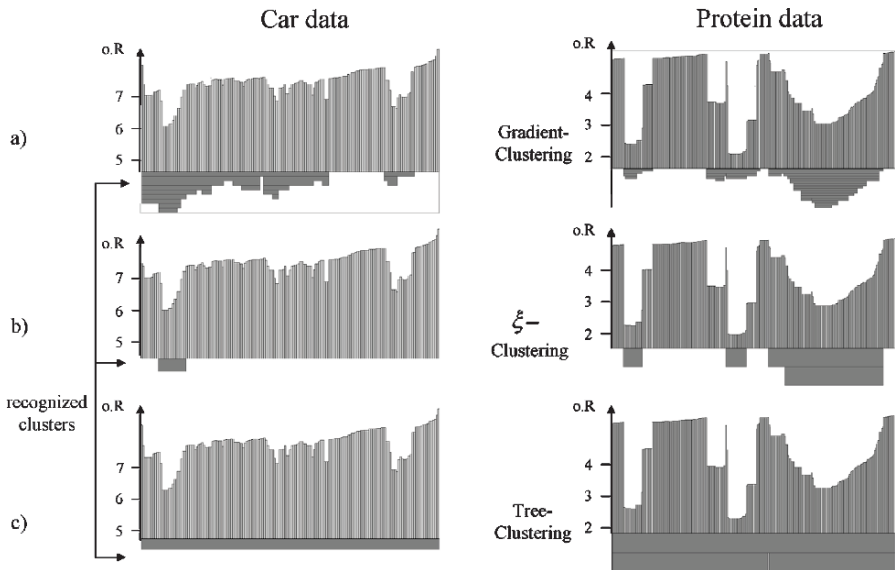 Car data
Protein data
a)
o.R
7
6
5
o.R
4
3
2
Gradient-
Clustering
b)
o.R
7
6
5
o.R
4
3
2
ξ–
Clustering
recognized
clusters
c)
o.R
7
6
5
o.R
4
3
2
Tree-
Clustering